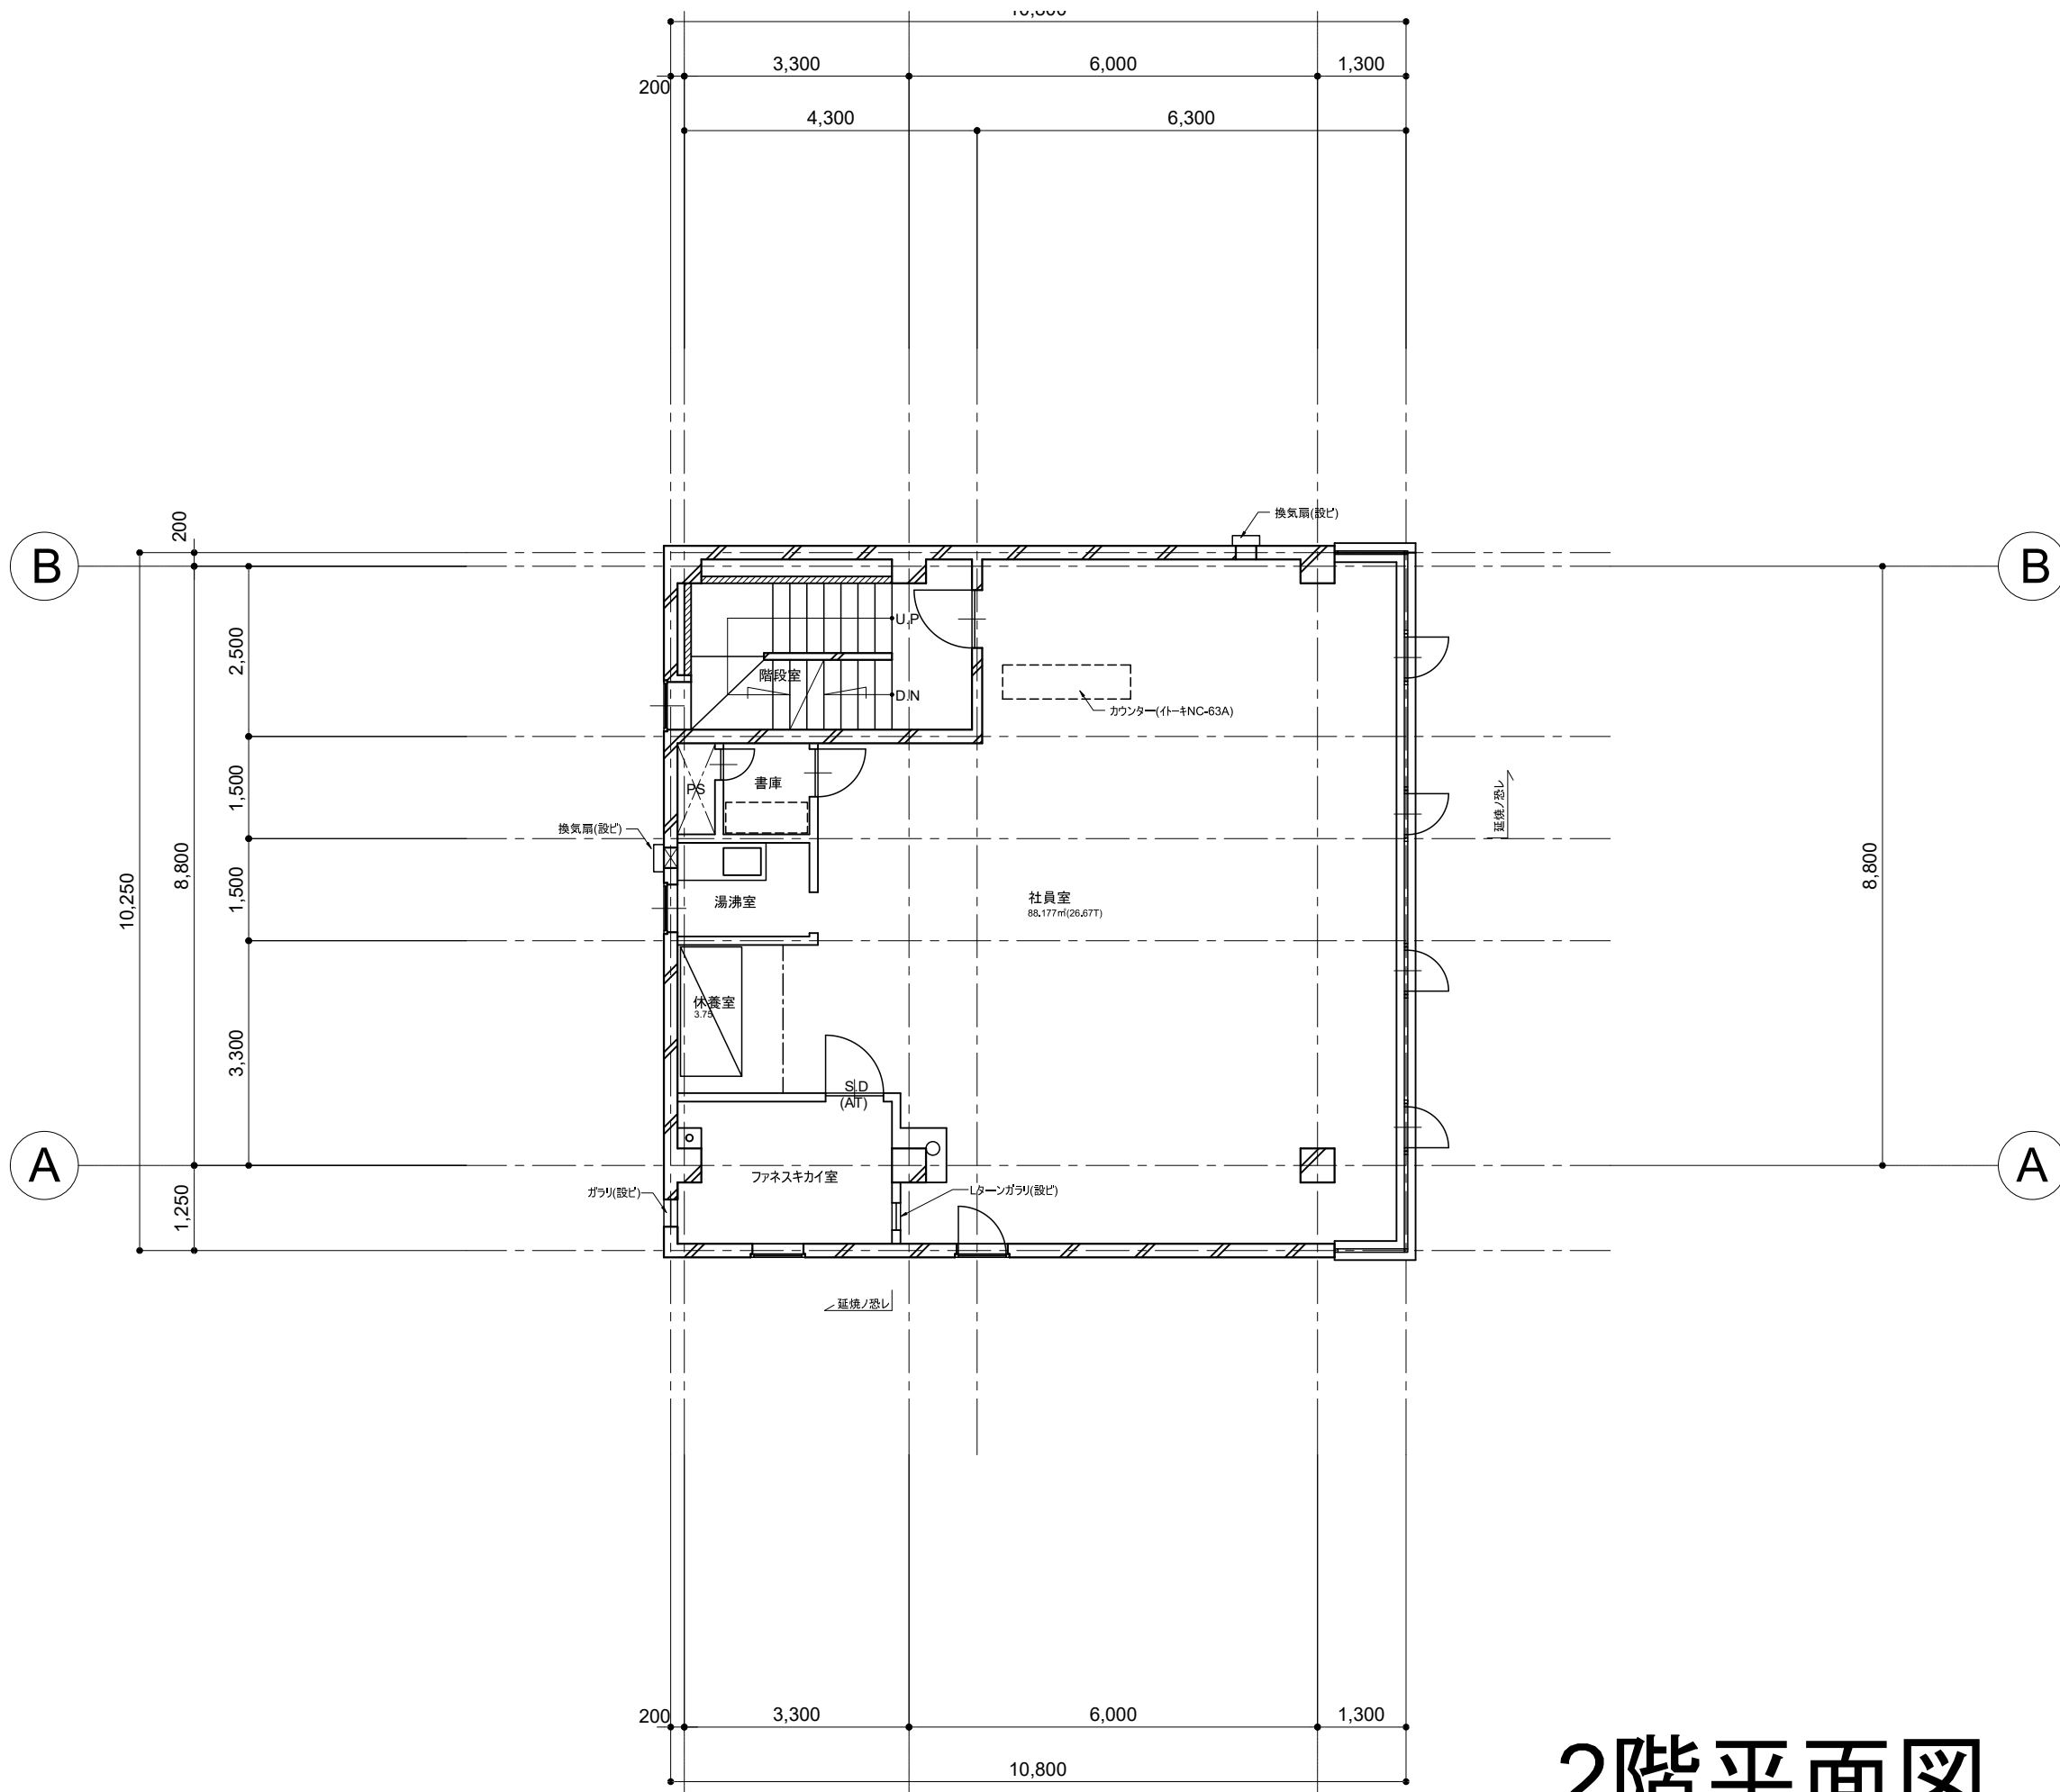 10,800
3,300
6,000
1,300
200
4,300
6,300
換気扇(設ビ)
200
B
B
U.P
2,500
階段室
D.N
カウンター(イトーキNC-63A)
書庫
PS
1,500
延焼ノ恐レ
換気扇(設ビ)
8,800
8,800
10,250
1,500
湯沸室
社員室
88.177㎡(26.67T)
休養室
3.75
3,300
S.D
(AT)
A
A
ファネスキカイ室
ガラリ(設ビ)
Lターンガラリ(設ビ)
1,250
延焼ノ恐レ
200
3,300
6,000
1,300
10,800
2階平面図